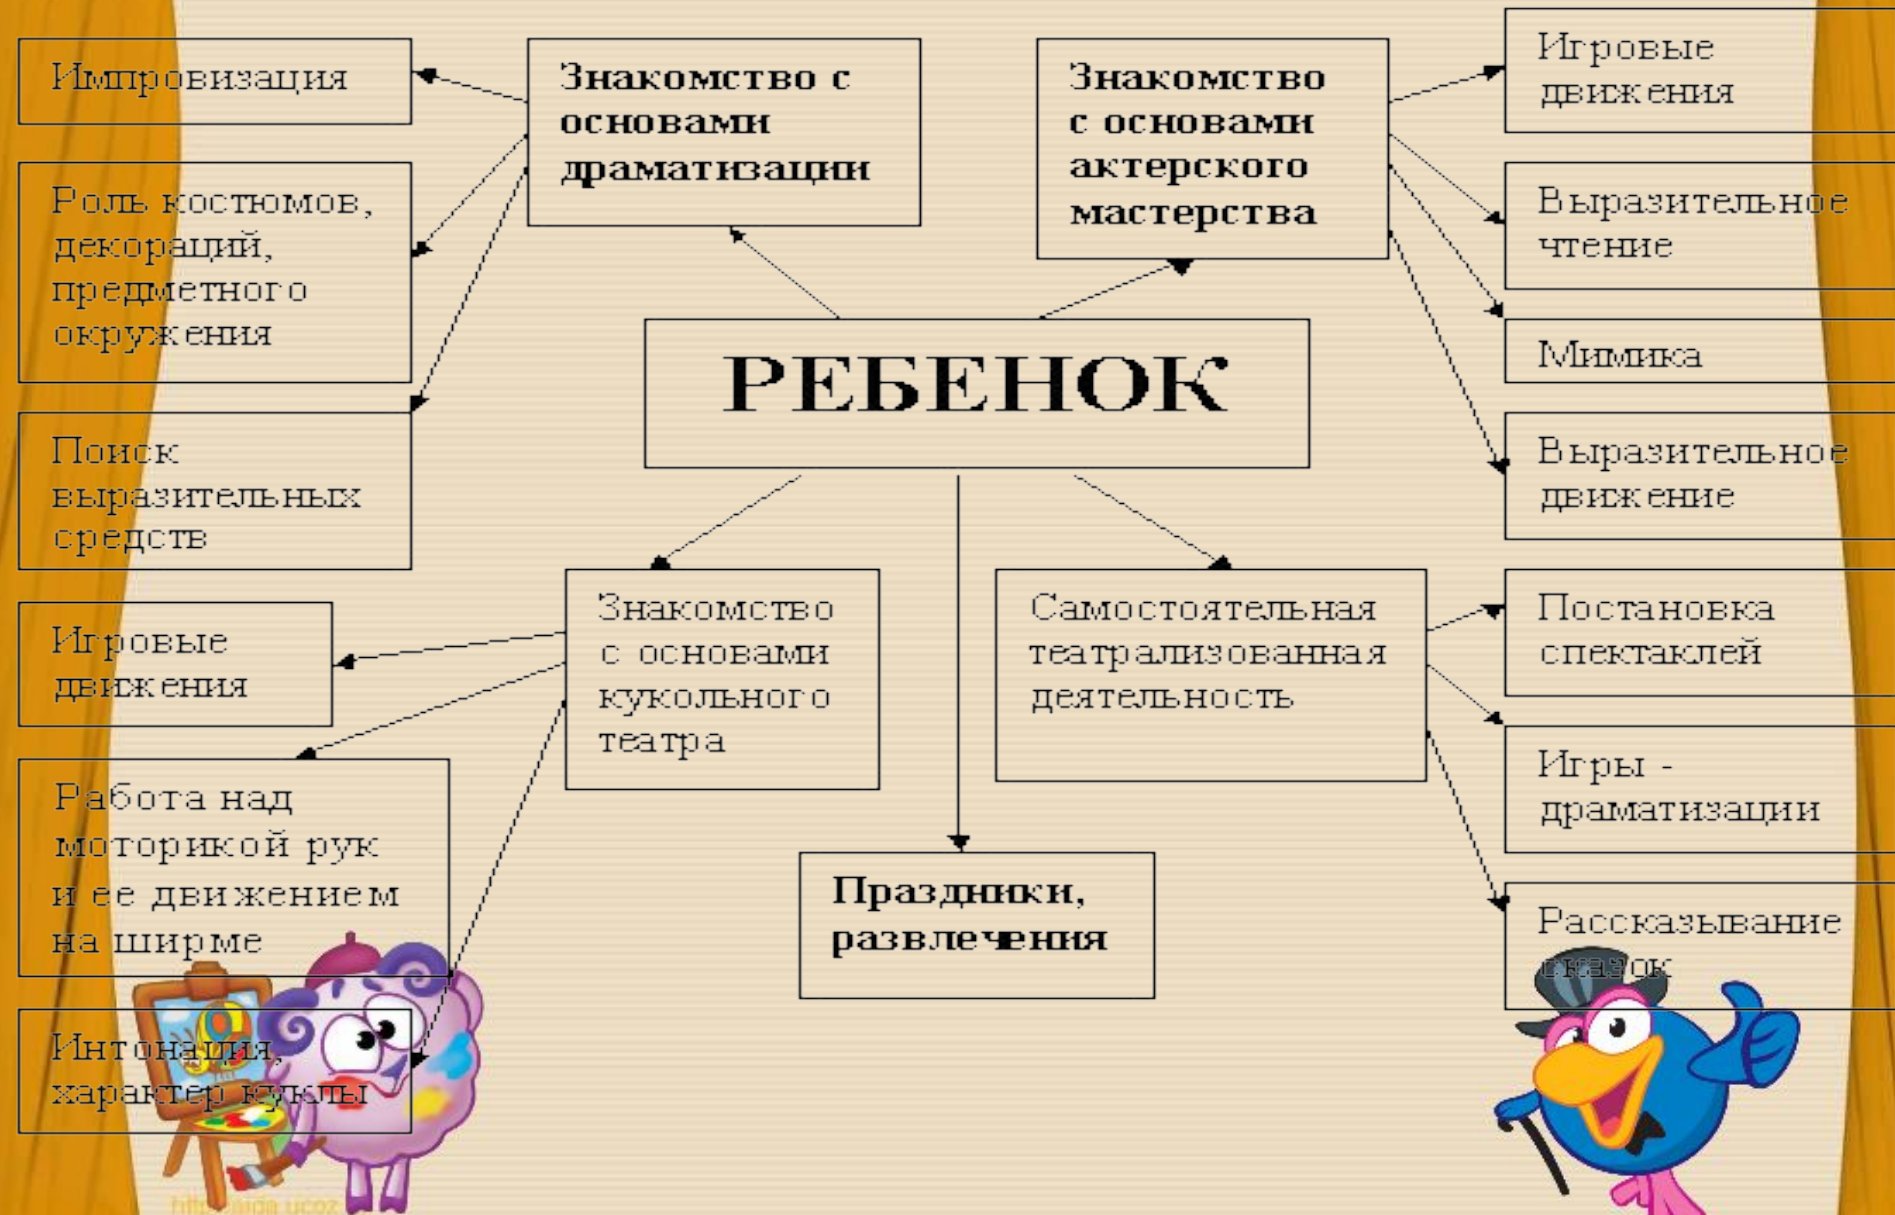 Импровизация
Роль костюмов,
декораций,
предметного
окружения
Поиск
выразительных
средств
Знакомство с
основами
драматизации
Знакомство
с основами
актерского
мастерства
Игровые
движения
Выразительное
чтение
Мимика
Выразительное
движение
РЕБЕНОК
Игровые
движения
Работа над
моторикой рук
и ее движением
на ширме
Интонация,
характер куклы
Знакомство
с основами
кукольного
театра
Праздники,
развлечения
Самостоятельная
театрализованная
деятельность
Постановка
спектаклей
Игры -
драматизации
Рассказывание
сказок